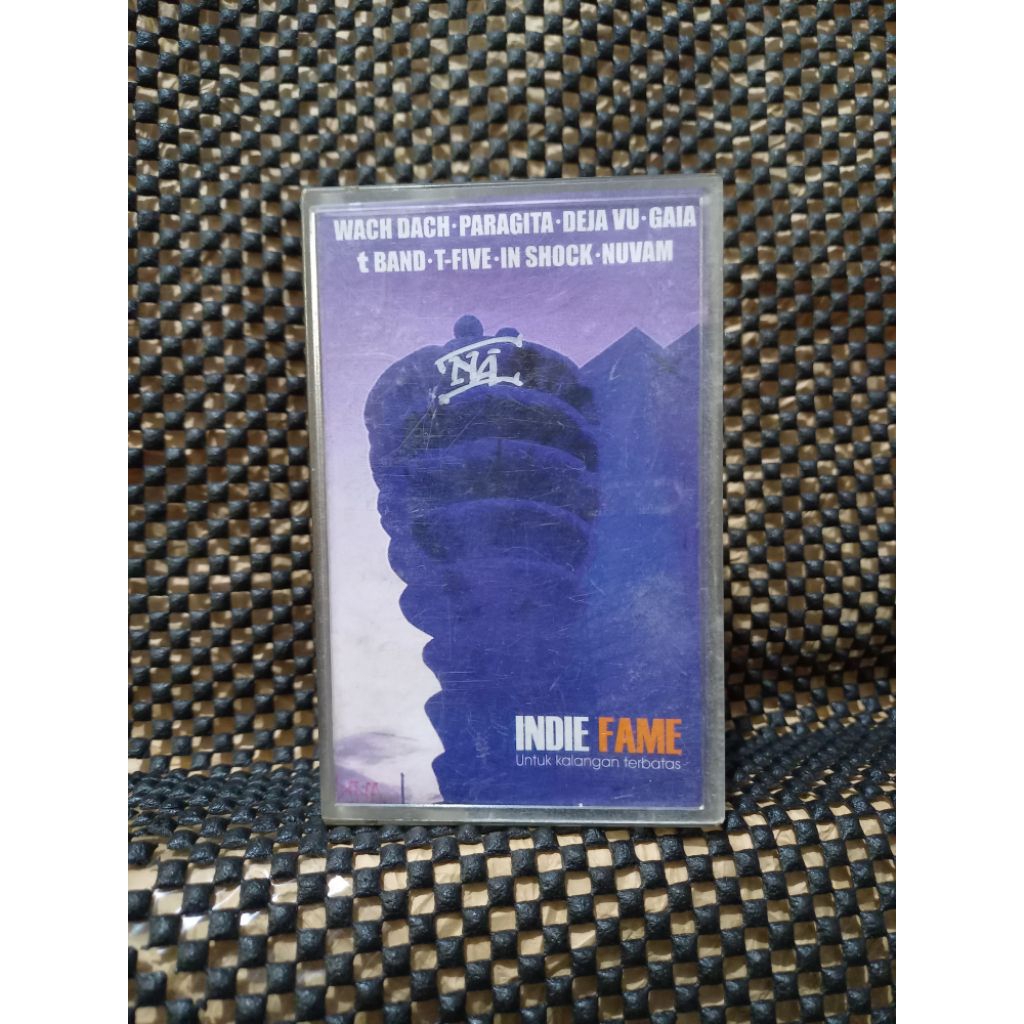 WACH DACH·PARAGITA·DEJA VU·GAIA
t BAND·T-FIVE·IN SHOCK·NUVAM
INDIE FAME
Untuk kalangan terbatas